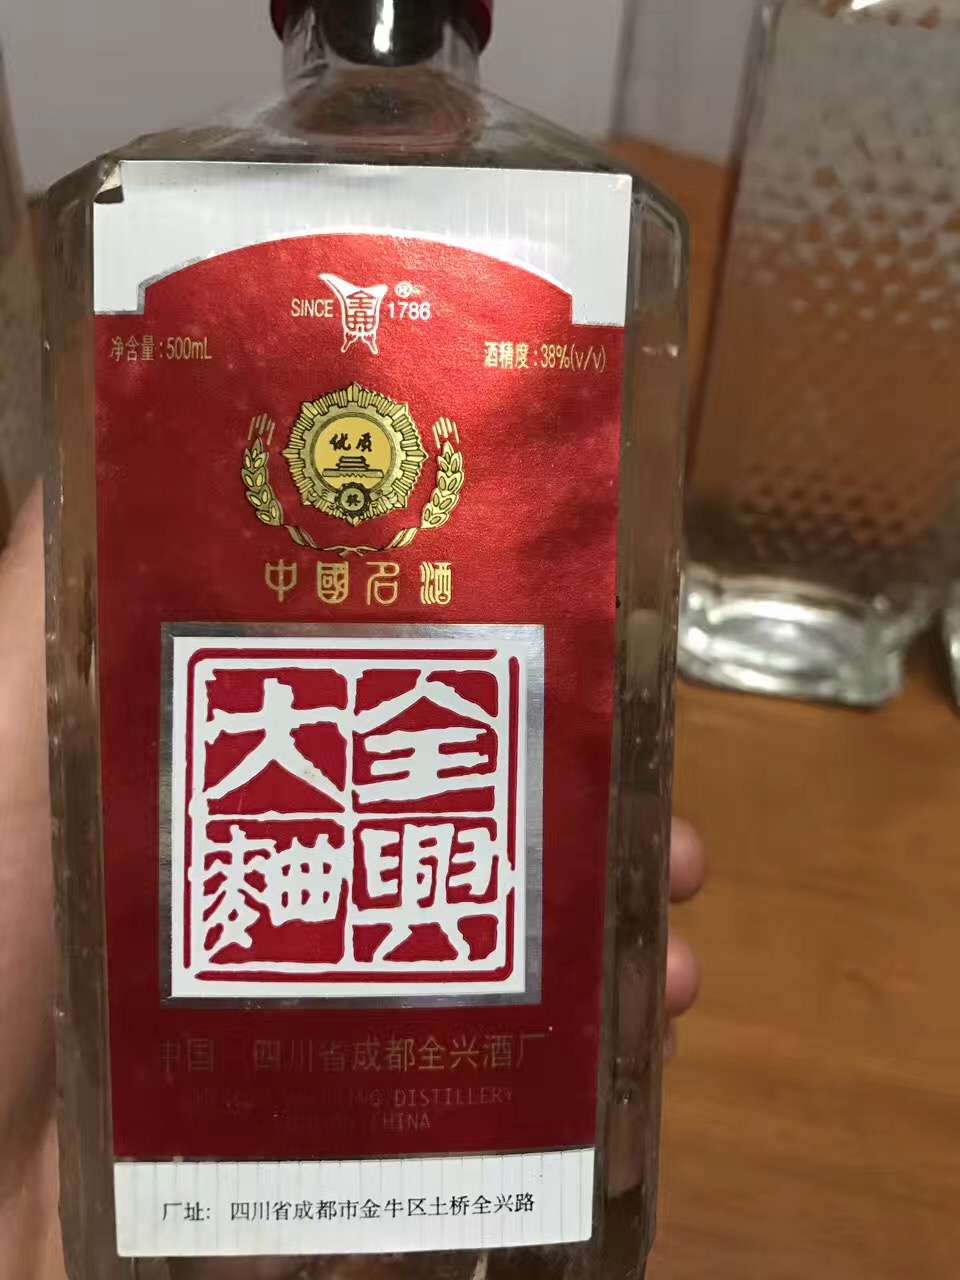 SINCE 全興 ® 1786
净含量:500mL 酒精度:38%(v/v)
优质
中國名酒
全興
大麯
中国 四川省成都全兴酒厂
DISTILLERY
CHINA
厂址: 四川省成都市金牛区土桥全兴路